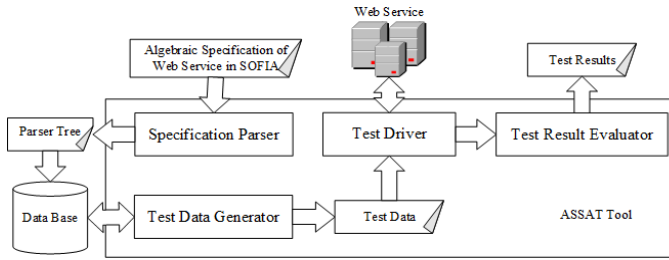 Web Service
Algebraic Specification of
Web Service in SOFIA
Test Results
Parser Tree
Specification Parser
Test Driver
Test Result Evaluator
Data Base
Test Data Generator
Test Data
ASSAT Tool